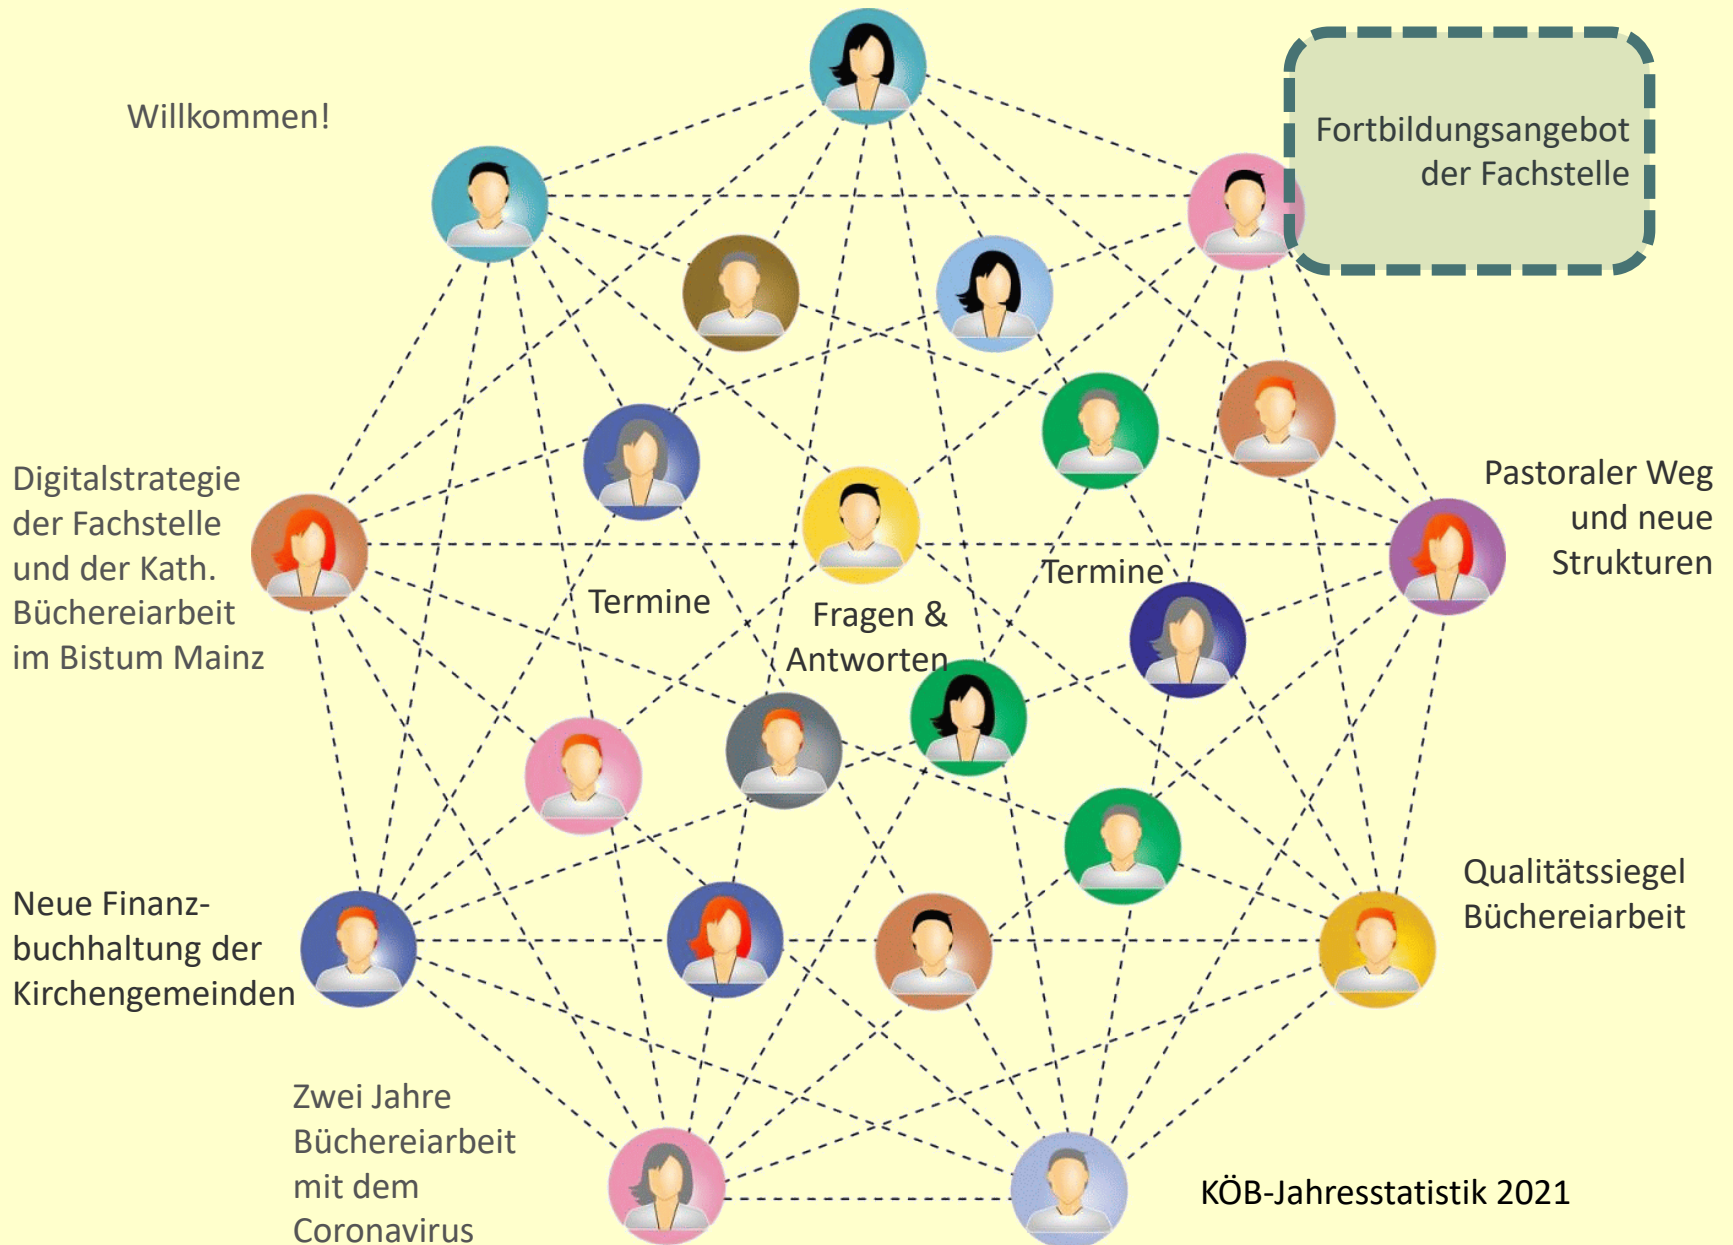 Willkommen!
Fortbildungsangebot
der Fachstelle
Digitalstrategie
der Fachstelle
und der Kath.
Büchereiarbeit
im Bistum Mainz
Pastoraler Weg
und neue
Strukturen
Termine
Termine
Fragen &
Antworten
Neue Finanz-
buchhaltung der
Kirchengemeinden
Qualitätssiegel
Büchereiarbeit
Zwei Jahre
Büchereiarbeit
mit dem
Coronavirus
KÖB-Jahresstatistik 2021